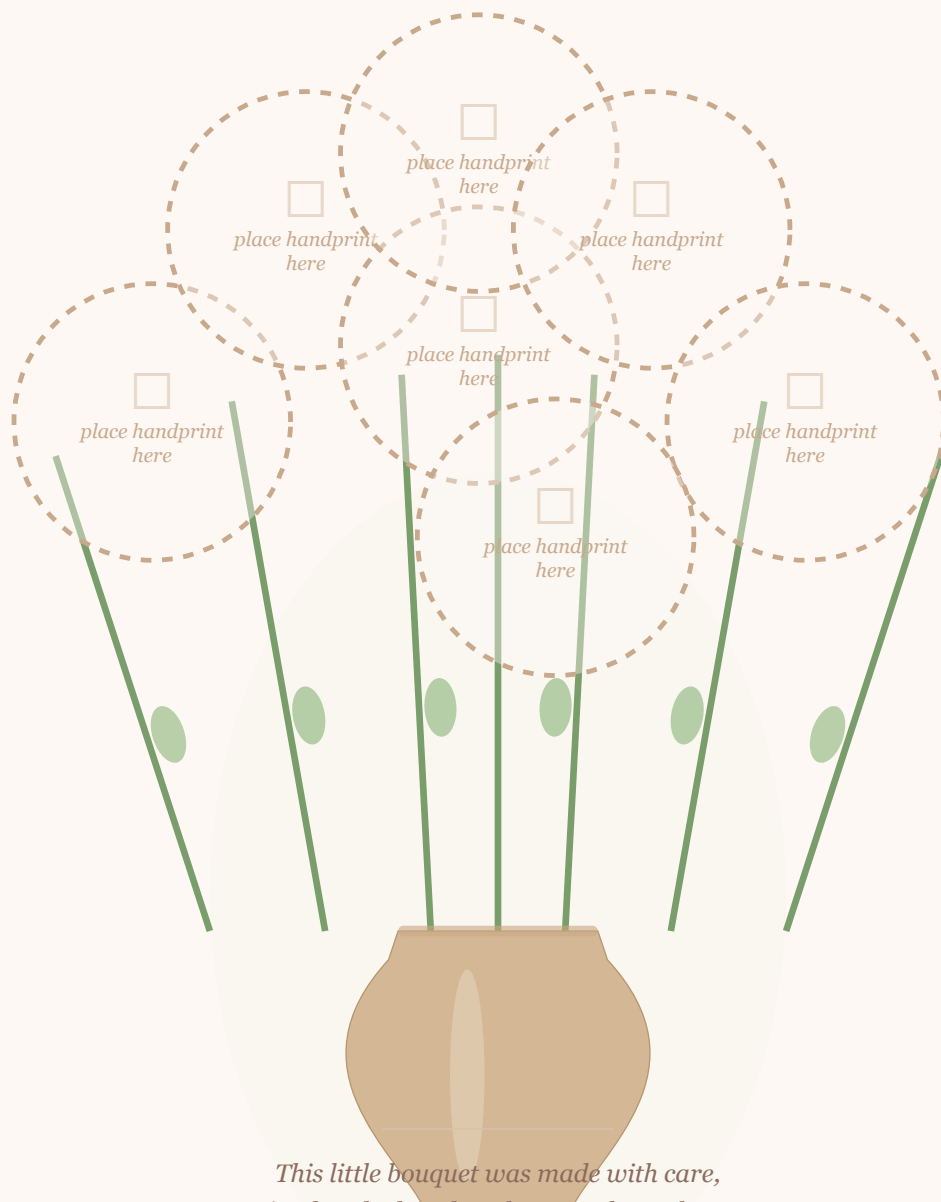 place handprint
here
place handprint
here
place handprint
here
place handprint
here
place handprint
here
place handprint
here
place handprint
here
This little bouquet was made with care,